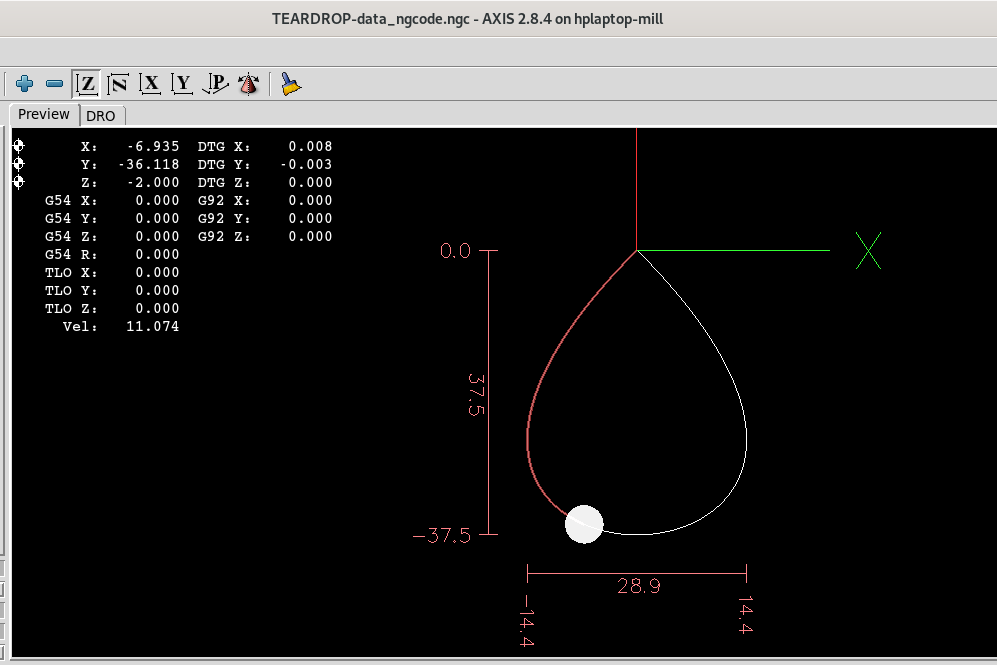 TEARDROP-data_ngcode.ngc - AXIS 2.8.4 on hplaptop-mill
Z N X Y P
Preview DRO
X: -6.935 DTG X: 0.008
Y: -36.118 DTG Y: -0.003
Z: -2.000 DTG Z: 0.000
G54 X: 0.000 G92 X: 0.000
G54 Y: 0.000 G92 Y: 0.000
G54 Z: 0.000 G92 Z: 0.000
G54 R: 0.000
TLO X: 0.000
TLO Y: 0.000
TLO Z: 0.000
Vel: 11.074
0.0
X
37.5
-37.5
28.9
-14.4
14.4